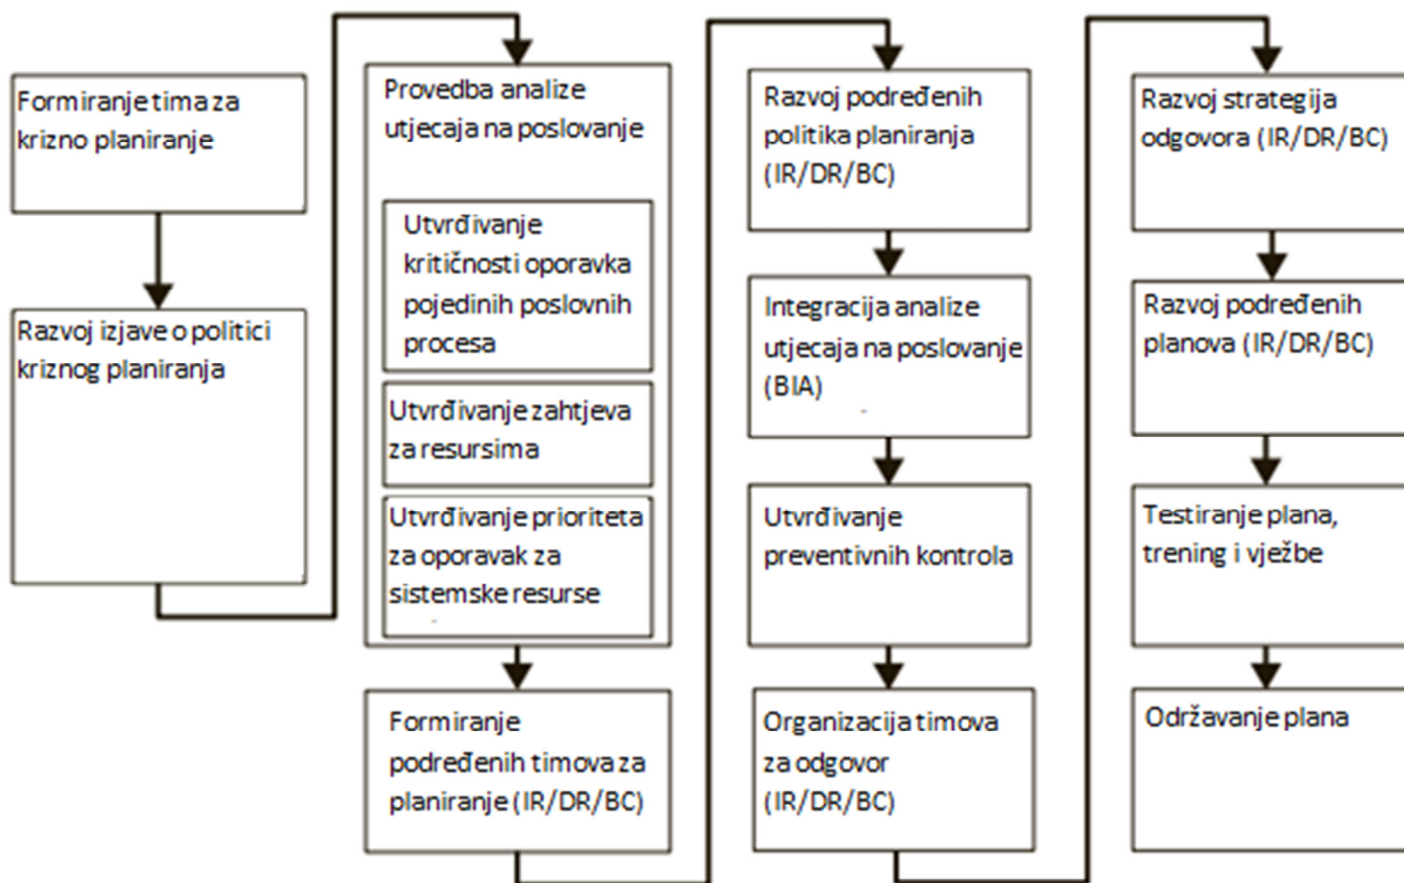 Formiranje tima za
krizno planiranje
Razvoj izjave o politici
kriznog planiranja
Provedba analize
utjecaja na poslovanje
Utvrđivanje
kritičnosti oporavka
pojedinih poslovnih
procesa
Utvrđivanje zahtjeva
za resursima
Utvrđivanje prioriteta
za oporavak za
sistemske resurse
Formiranje
podređenih timova za
planiranje (IR/DR/BC)
Razvoj podređenih
politika planiranja
(IR/DR/BC)
Integracija analize
utjecaja na poslovanje
(BIA)
Utvrđivanje
preventivnih kontrola
Organizacija timova
za odgovor
(IR/DR/BC)
Razvoj strategija
odgovora (IR/DR/BC)
Razvoj podređenih
planova (IR/DR/BC)
Testiranje plana,
trening i vježbe
Održavanje plana